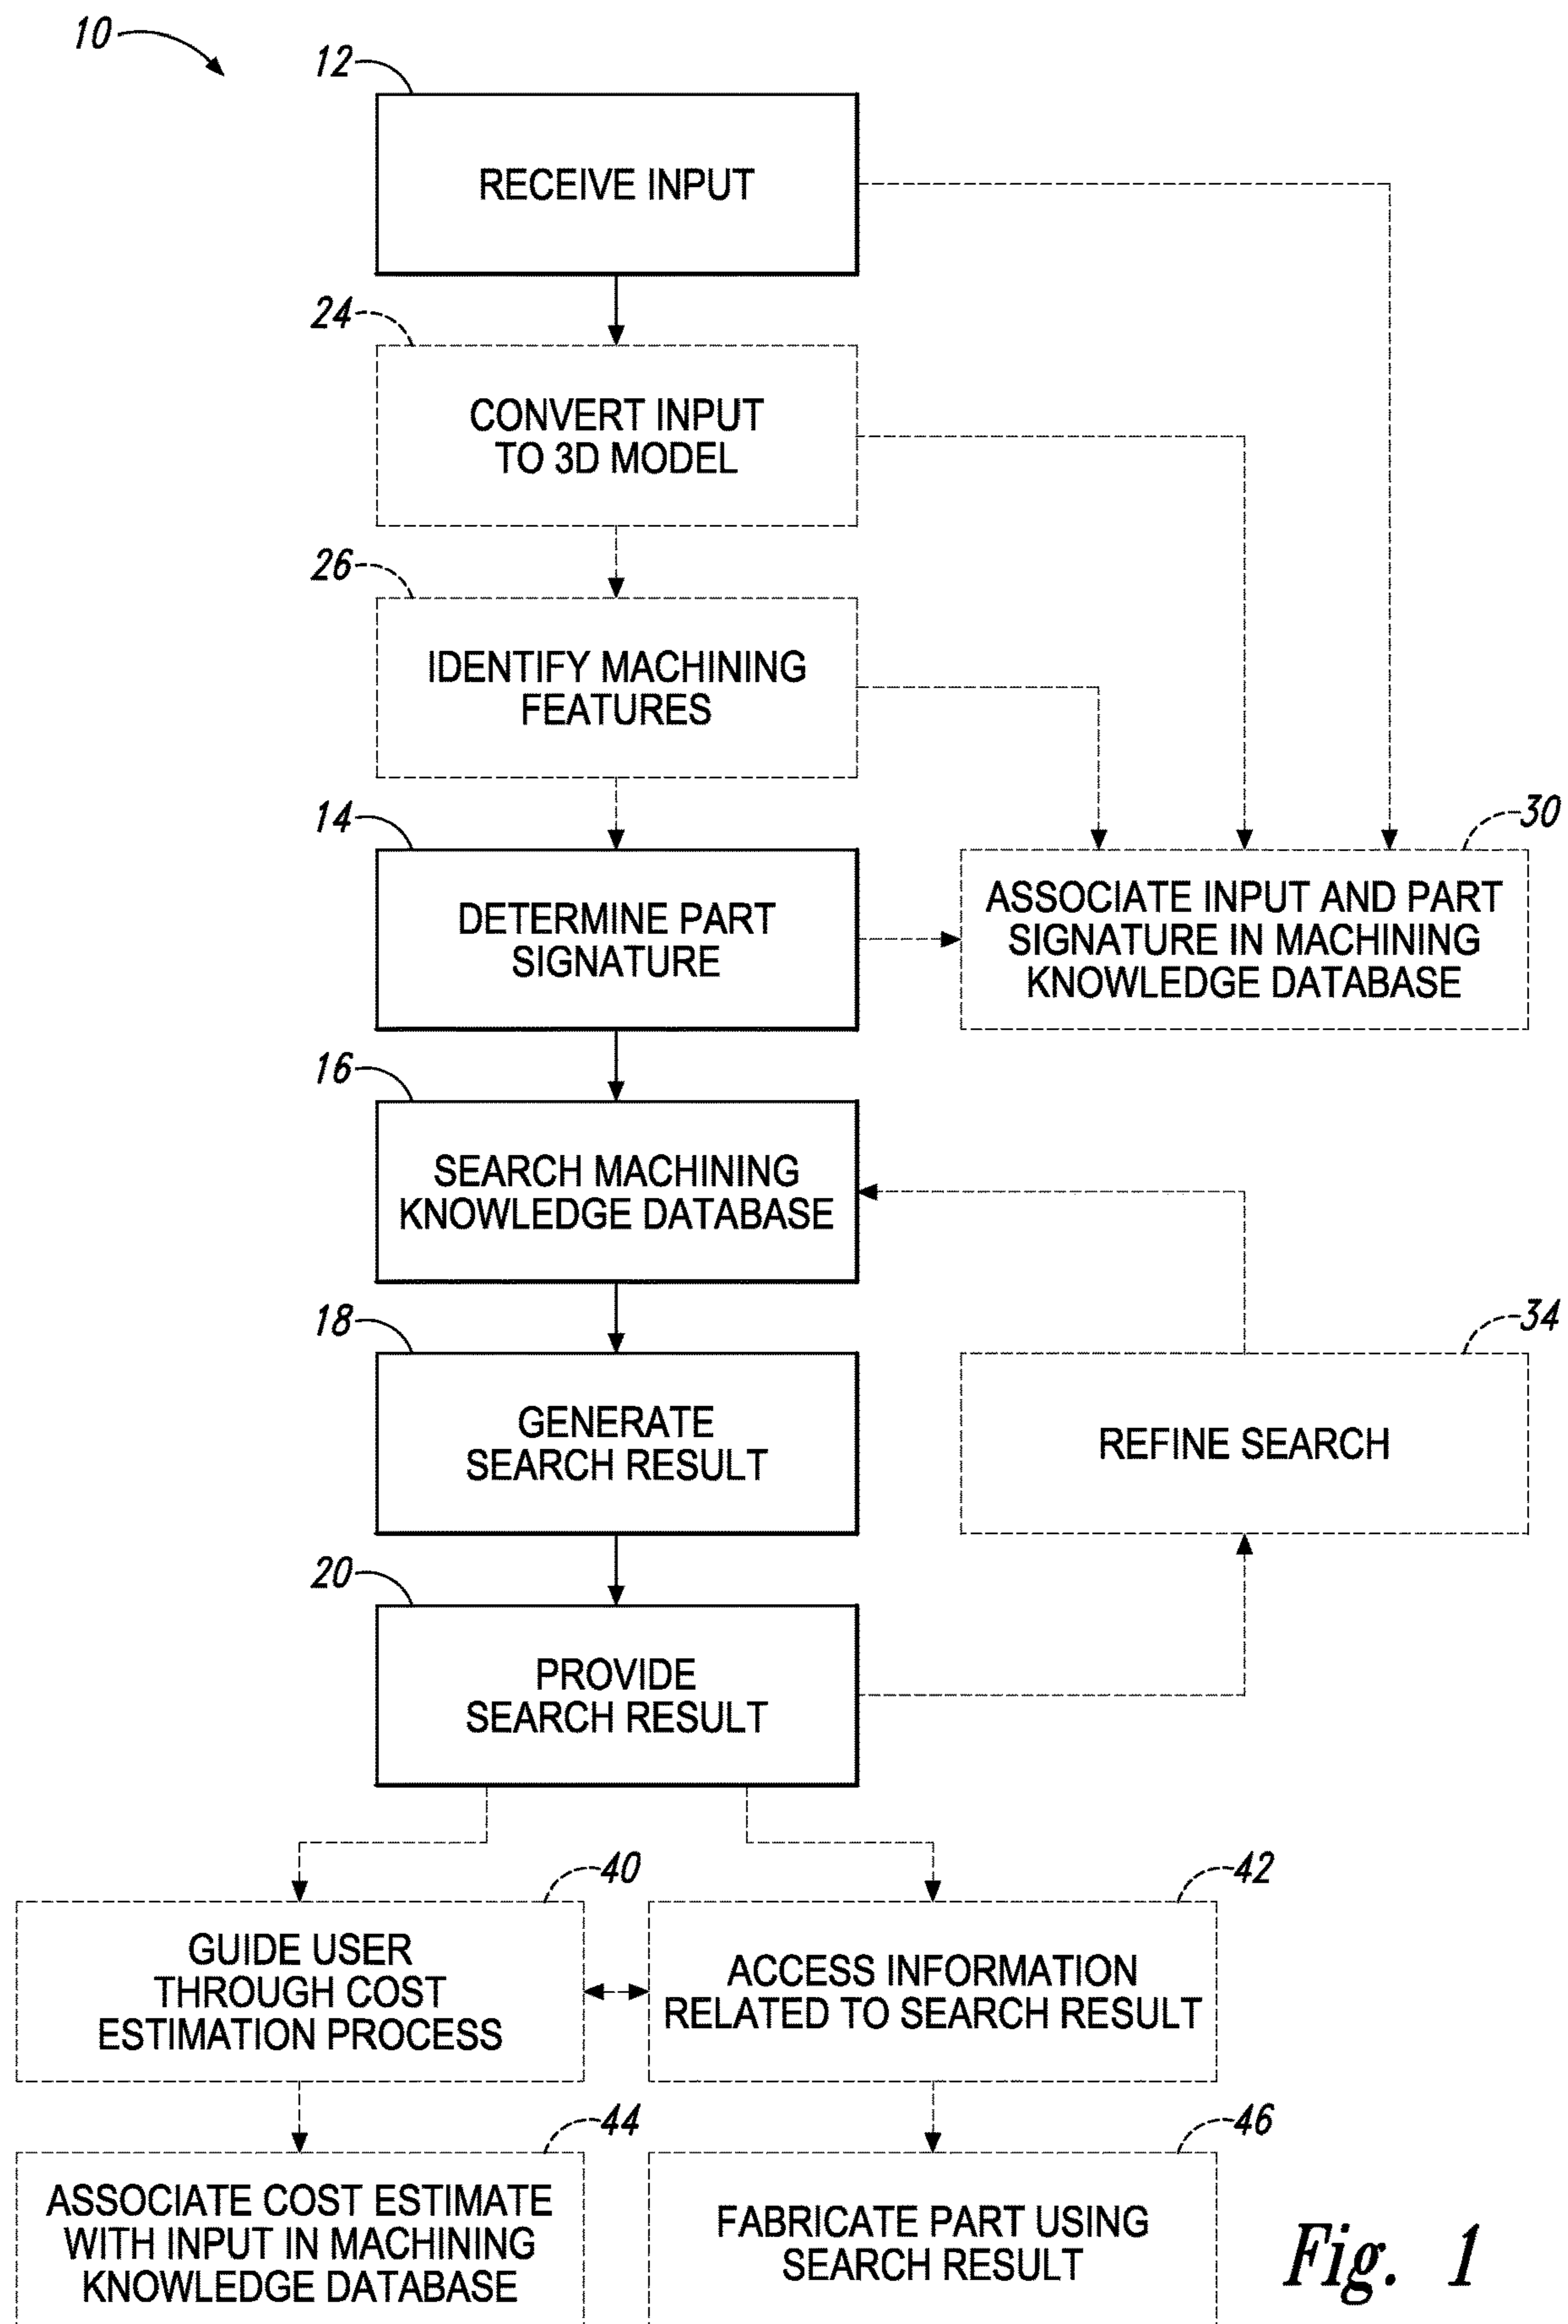 10
12
RECEIVE INPUT
24
CONVERT INPUT
TO 3D MODEL
26
IDENTIFY MACHINING
FEATURES
14
DETERMINE PART
SIGNATURE
30
ASSOCIATE INPUT AND PART
SIGNATURE IN MACHINING
KNOWLEDGE DATABASE
16
SEARCH MACHINING
KNOWLEDGE DATABASE
18
GENERATE
SEARCH RESULT
34
REFINE SEARCH
20
PROVIDE
SEARCH RESULT
40
GUIDE USER
THROUGH COST
ESTIMATION PROCESS
42
ACCESS INFORMATION
RELATED TO SEARCH RESULT
44
ASSOCIATE COST ESTIMATE
WITH INPUT IN MACHINING
KNOWLEDGE DATABASE
46
FABRICATE PART USING
SEARCH RESULT
Fig. 1